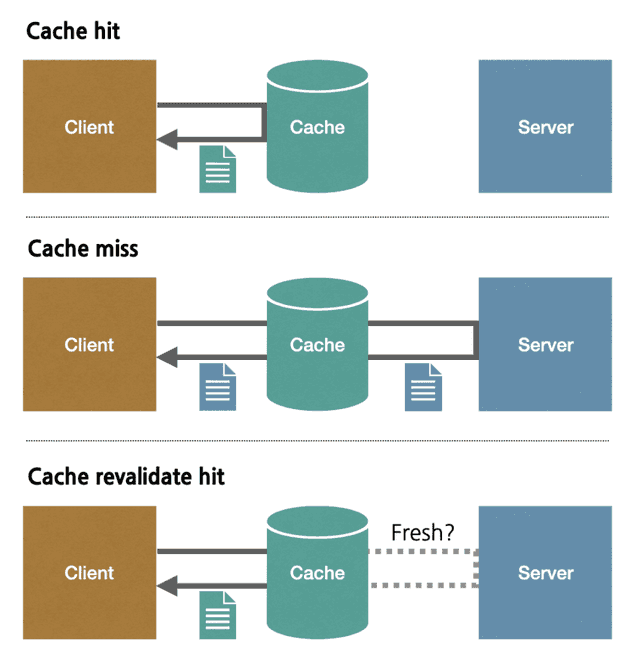 Cache hit
Client
Cache
Server
Cache miss
Client
Cache
Server
Cache revalidate hit
Fresh?
Client
Cache
Server